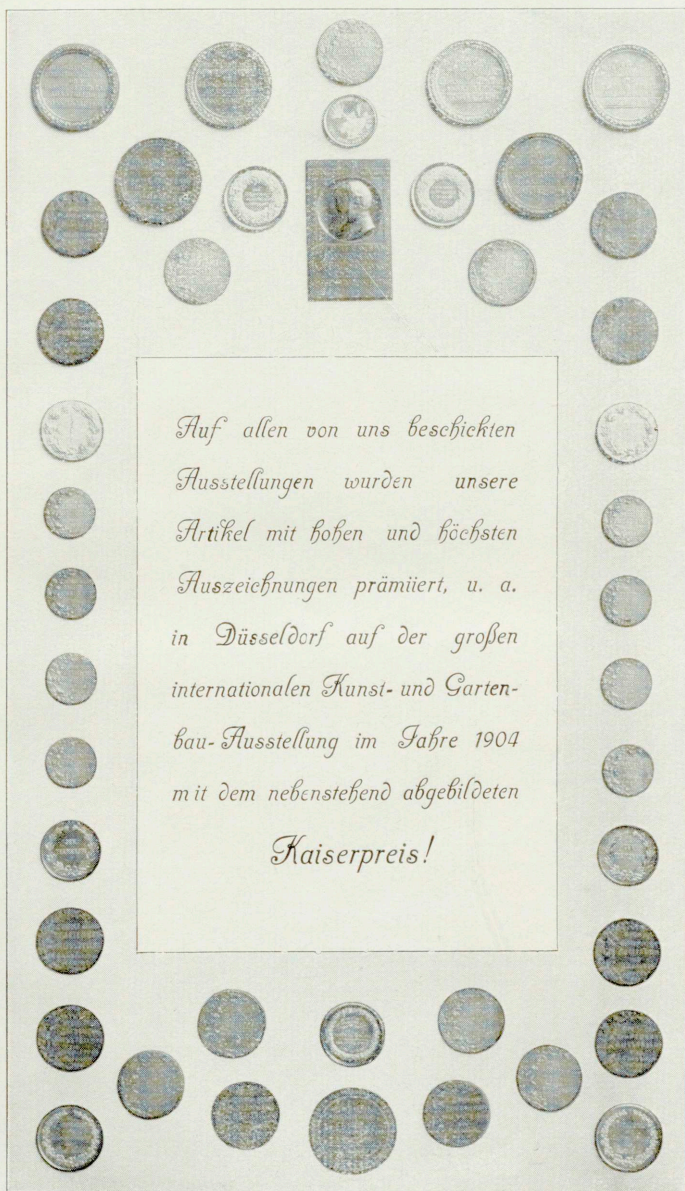 Auf allen von uns beschickten
Ausstellungen wurden unsere
Artikel mit hohen und höchsten
Auszeichnungen prämiiert, u. a.
in Düsseldorf auf der großen
internationalen Kunst- und Garten-
bau-Ausstellung im Jahre 1904
mit dem nebenstehend abgebildeten
Kaiserpreis!